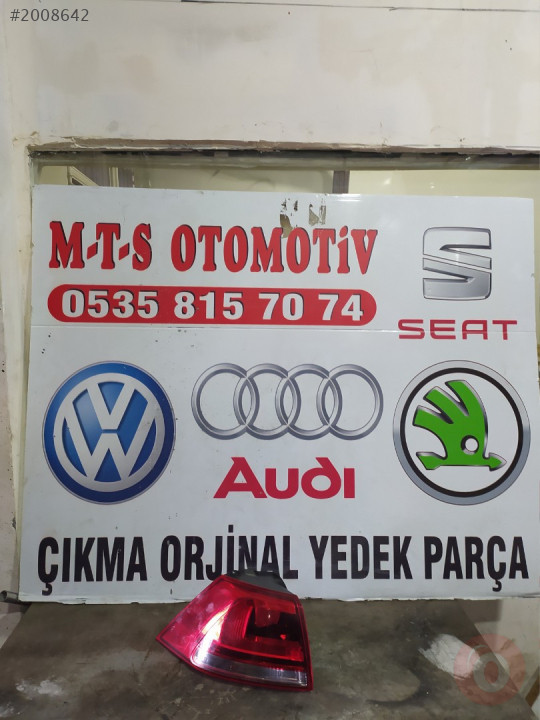 #2008642
M-T-S OTOMOTİV
0535 815 70 74
SEAT
Audi
ÇIKMA ORJİNAL YEDEK PARÇA